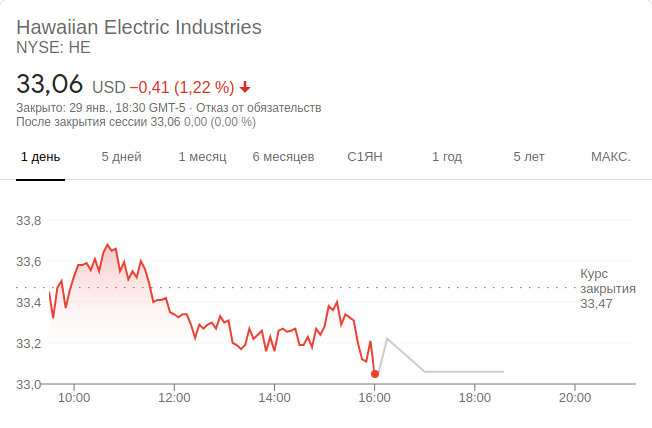 Hawaiian Electric Industries
NYSE: HE
33,06 USD −0,41 (1,22 %)
Закрыто: 29 янв., 18:30 GMT-5 · Отказ от обязательств
После закрытия сессии 33,06 0,00 (0,00 %)
1 день 5 дней 1 месяц 6 месяцев С1ЯН 1 год 5 лет МАКС.
33,8
33,6
Курс
закрытия
33,4
33,47
33,2
33,0
10:00 12:00 14:00 16:00 18:00 20:00